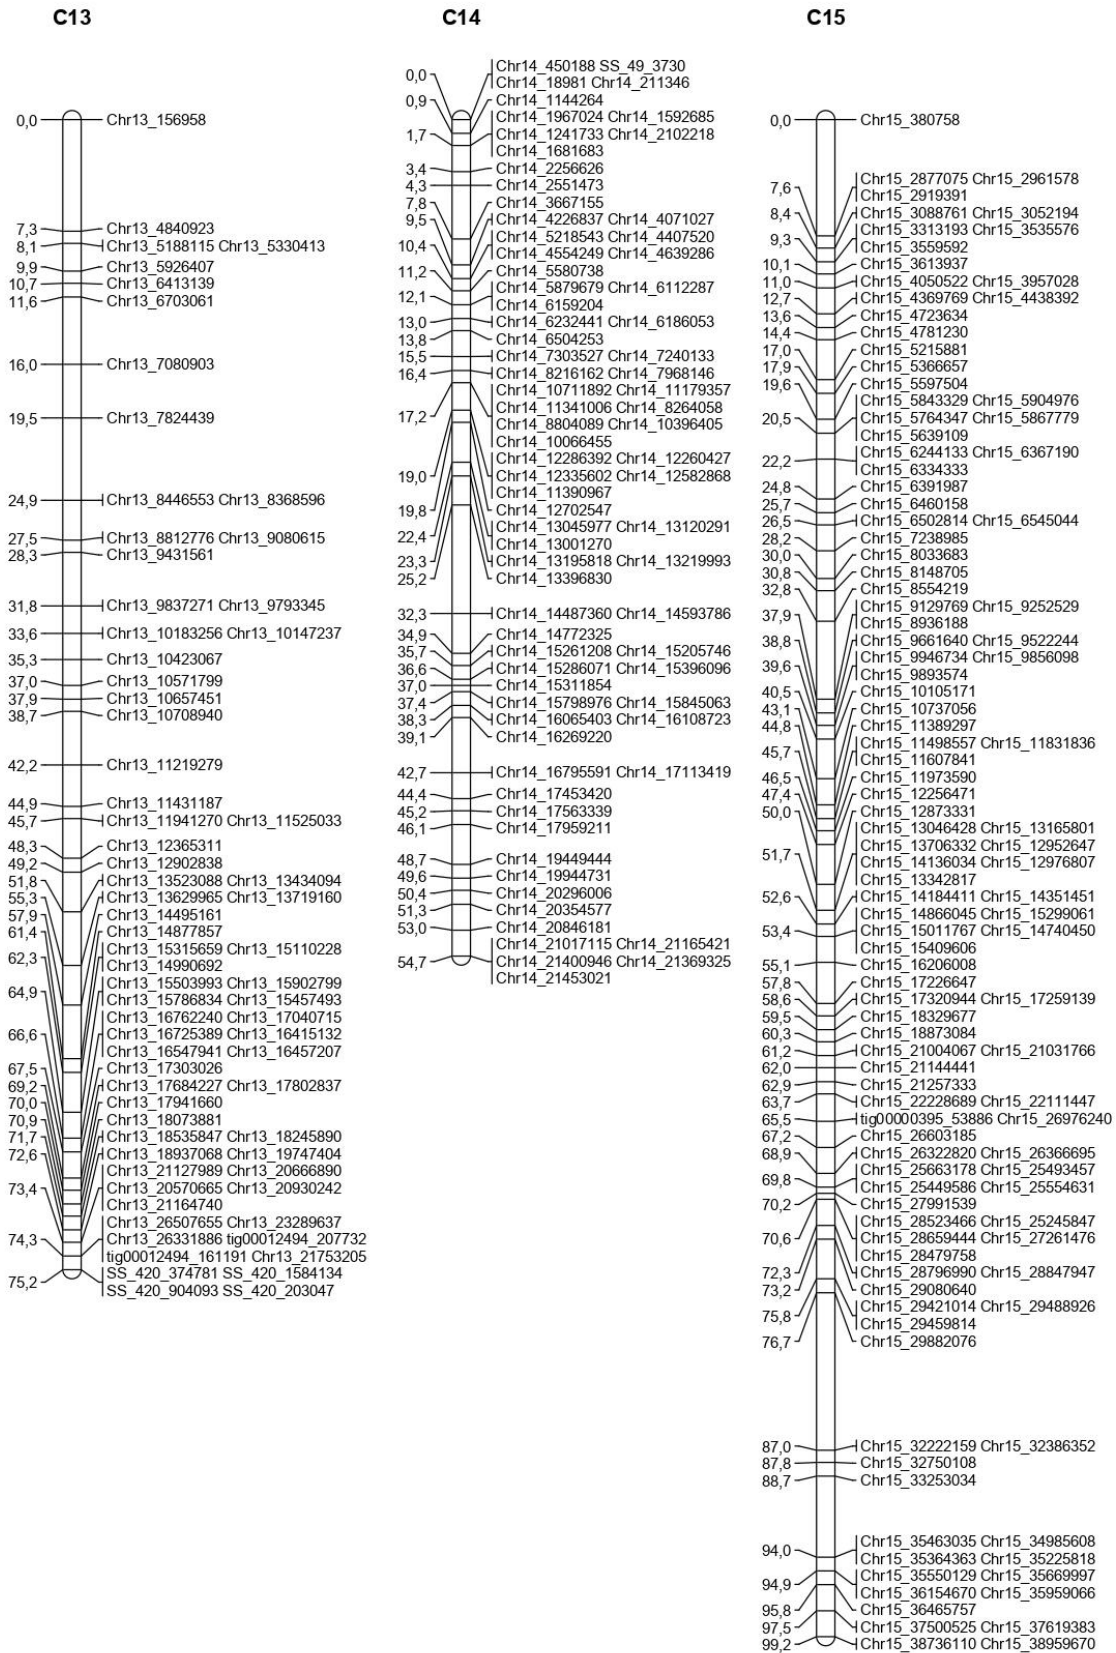 C13
0,0 Chr13_156958
7,3 Chr13_4840923
8,1 Chr13_5188115 Chr13_5330413
9,9 Chr13_5926407
10,7 Chr13_6413139
11,6 Chr13_6703061
16,0 Chr13_7080903
19,5 Chr13_7824439
24,9 Chr13_8446553 Chr13_8368596
27,5 Chr13_8812776 Chr13_9080615
28,3 Chr13_9431561
31,8 Chr13_9837271 Chr13_9793345
33,6 Chr13_10183256 Chr13_10147237
35,3 Chr13_10423067
37,0 Chr13_10571799
37,9 Chr13_10657451
38,7 Chr13_10708940
42,2 Chr13_11219279
44,9 Chr13_11431187
45,7 Chr13_11941270 Chr13_11525033
48,3 Chr13_12365311
49,2 Chr13_12902838
51,8 Chr13_13523088 Chr13_13434094
55,3 Chr13_13629965 Chr13_13719160
57,9 Chr13_14495161
61,4 Chr13_14877857
62,3 Chr13_15315659 Chr13_15110228
Chr13_14990692
64,9 Chr13_15503993 Chr13_15902799
Chr13_15786834 Chr13_15457493
66,6 Chr13_16762240 Chr13_17040715
Chr13_16725389 Chr13_16415132
Chr13_16547941 Chr13_16457207
67,5 Chr13_17303026
69,2 Chr13_17684227 Chr13_17802837
70,0 Chr13_17941660
70,9 Chr13_18073881
71,7 Chr13_18535847 Chr13_18245890
72,6 Chr13_18937068 Chr13_19747404
73,4 Chr13_21127989 Chr13_20666890
Chr13_20570665 Chr13_20930242
Chr13_21164740
74,3 Chr13_26507655 Chr13_23289637
Chr13_26331886 tig00012494_207732
tig00012494_161191 Chr13_21753205
75,2 SS_420_374781 SS_420_1584134
SS_420_904093 SS_420_203047
C14
0,0 Chr14_450188 SS_49_3730
Chr14_18981 Chr14_211346
0,9 Chr14_1144264
1,7 Chr14_1967024 Chr14_1592685
Chr14_1241733 Chr14_2102218
Chr14_1681683
3,4 Chr14_2256626
4,3 Chr14_2551473
7,8 Chr14_3667155
9,5 Chr14_4226837 Chr14_4071027
10,4 Chr14_5218543 Chr14_4407520
Chr14_4554249 Chr14_4639286
11,2 Chr14_5580738
12,1 Chr14_5879679 Chr14_6112287
Chr14_6159204
13,0 Chr14_6232441 Chr14_6186053
13,8 Chr14_6504253
15,5 Chr14_7303527 Chr14_7240133
16,4 Chr14_8216162 Chr14_7968146
17,2 Chr14_10711892 Chr14_11179357
Chr14_11341006 Chr14_8264058
Chr14_8804089 Chr14_10396405
Chr14_10066455
19,0 Chr14_12286392 Chr14_12260427
Chr14_12335602 Chr14_12582868
Chr14_11390967
19,8 Chr14_12702547
22,4 Chr14_13045977 Chr14_13120291
Chr14_13001270
23,3 Chr14_13195818 Chr14_13219993
25,2 Chr14_13396830
32,3 Chr14_14487360 Chr14_14593786
34,9 Chr14_14772325
35,7 Chr14_15261208 Chr14_15205746
36,6 Chr14_15286071 Chr14_15396096
37,0 Chr14_15311854
37,4 Chr14_15798976 Chr14_15845063
38,3 Chr14_16065403 Chr14_16108723
39,1 Chr14_16269220
42,7 Chr14_16795591 Chr14_17113419
44,4 Chr14_17453420
45,2 Chr14_17563339
46,1 Chr14_17959211
48,7 Chr14_19449444
49,6 Chr14_19944731
50,4 Chr14_20296006
51,3 Chr14_20354577
53,0 Chr14_20846181
54,7 Chr14_21017115 Chr14_21165421
Chr14_21400946 Chr14_21369325
Chr14_21453021
C15
0,0 Chr15_380758
7,6 Chr15_2877075 Chr15_2961578
Chr15_2919391
8,4 Chr15_3088761 Chr15_3052194
9,3 Chr15_3313193 Chr15_3535576
Chr15_3559592
10,1 Chr15_3613937
11,0 Chr15_4050522 Chr15_3957028
12,7 Chr15_4369769 Chr15_4438392
13,6 Chr15_4723634
14,4 Chr15_4781230
17,0 Chr15_5215881
17,9 Chr15_5366657
19,6 Chr15_5597504
20,5 Chr15_5843329 Chr15_5904976
Chr15_5764347 Chr15_5867779
Chr15_5639109
22,2 Chr15_6244133 Chr15_6367190
Chr15_6334333
24,8 Chr15_6391987
25,7 Chr15_6460158
26,5 Chr15_6502814 Chr15_6545044
28,2 Chr15_7238985
30,0 Chr15_8033683
30,8 Chr15_8148705
32,8 Chr15_8554219
37,9 Chr15_9129769 Chr15_9252529
Chr15_8936188
38,8 Chr15_9661640 Chr15_9522244
39,6 Chr15_9946734 Chr15_9856098
Chr15_9893574
40,5 Chr15_10105171
43,1 Chr15_10737056
44,8 Chr15_11389297
45,7 Chr15_11498557 Chr15_11831836
Chr15_11607841
46,5 Chr15_11973590
47,4 Chr15_12256471
50,0 Chr15_12873331
51,7 Chr15_13046428 Chr15_13165801
Chr15_13706332 Chr15_12952647
Chr15_14136034 Chr15_12976807
Chr15_13342817
52,6 Chr15_14184411 Chr15_14351451
53,4 Chr15_14866045 Chr15_15299061
Chr15_15011767 Chr15_14740450
Chr15_15409606
55,1 Chr15_16206008
57,8 Chr15_17226647
58,6 Chr15_17320944 Chr15_17259139
59,5 Chr15_18329677
60,3 Chr15_18873084
61,2 Chr15_21004067 Chr15_21031766
62,0 Chr15_21144441
62,9 Chr15_21257333
63,7 Chr15_22228689 Chr15_22111447
65,5 tig00000395_53886 Chr15_26976240
67,2 Chr15_26603185
68,9 Chr15_26322820 Chr15_26366695
69,8 Chr15_25663178 Chr15_25493457
Chr15_25449586 Chr15_25554631
70,2 Chr15_27991539
70,6 Chr15_28523466 Chr15_25245847
Chr15_28659444 Chr15_27261476
Chr15_28479758
72,3 Chr15_28796990 Chr15_28847947
73,2 Chr15_29080640
75,8 Chr15_29421014 Chr15_29488926
Chr15_29459814
76,7 Chr15_29882076
87,0 Chr15_32222159 Chr15_32386352
87,8 Chr15_32750108
88,7 Chr15_33253034
94,0 Chr15_35463035 Chr15_34985608
Chr15_35364363 Chr15_35225818
94,9 Chr15_35550129 Chr15_35669997
Chr15_36154670 Chr15_35959066
95,8 Chr15_36465757
97,5 Chr15_37500525 Chr15_37619383
99,2 Chr15_38736110 Chr15_38959670